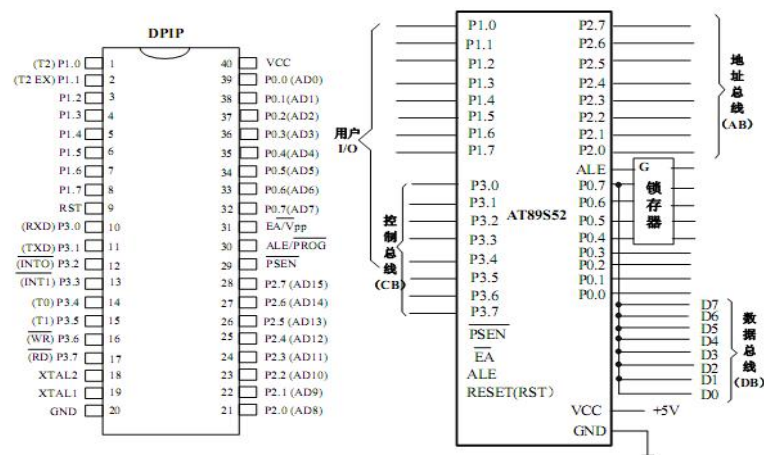 DPIP
(T2) P1.0 1 40 VCC
(T2 EX) P1.1 2 39 P0.0 (AD0)
P1.2 3 38 P0.1(AD1)
P1.3 4 37 P0.2 (AD2)
P1.4 5 36 P0.3 (AD3)
P1.5 6 35 P0.4 (AD4)
P1.6 7 34 P0.5 (AD5)
P1.7 8 33 P0.6 (AD6)
RST 9 32 P0.7(AD7)
(RXD) P3.0 10 31 EA/Vpp
(TXD) P3.1 11 30 ALE/PROG
(INTO) P3.2 12 29 PSEN
(INT1) P3.3 13 28 P2.7 (AD15)
(T0) P3.4 14 27 P2.6 (AD14)
(T1) P3.5 15 26 P2.5 (AD13)
(WR) P3.6 16 25 P2.4 (AD12)
(RD) P3.7 17 24 P2.3 (AD11)
XTAL2 18 23 P2.2 (AD10)
XTAL1 19 22 P2.1 (AD9)
GND 20 21 P2.0 (AD8)
用户
I/O
控制总线
(CB)
P1.0
P1.1
P1.2
P1.3
P1.4
P1.5
P1.6
P1.7
P3.0
P3.1
P3.2
P3.3
P3.4
P3.5
P3.6
P3.7
PSEN
EA
ALE
RESET(RST)
AT89S52
P2.7
P2.6
P2.5
P2.4
P2.3
P2.2
P2.1
P2.0
ALE
P0.7
P0.6
P0.5
P0.4
P0.3
P0.2
P0.1
P0.0
VCC +5V
GND
G
锁存器
地址总线
(AB)
D7
D6
D5
D4
D3
D2
D1
D0
数据总线
(DB)